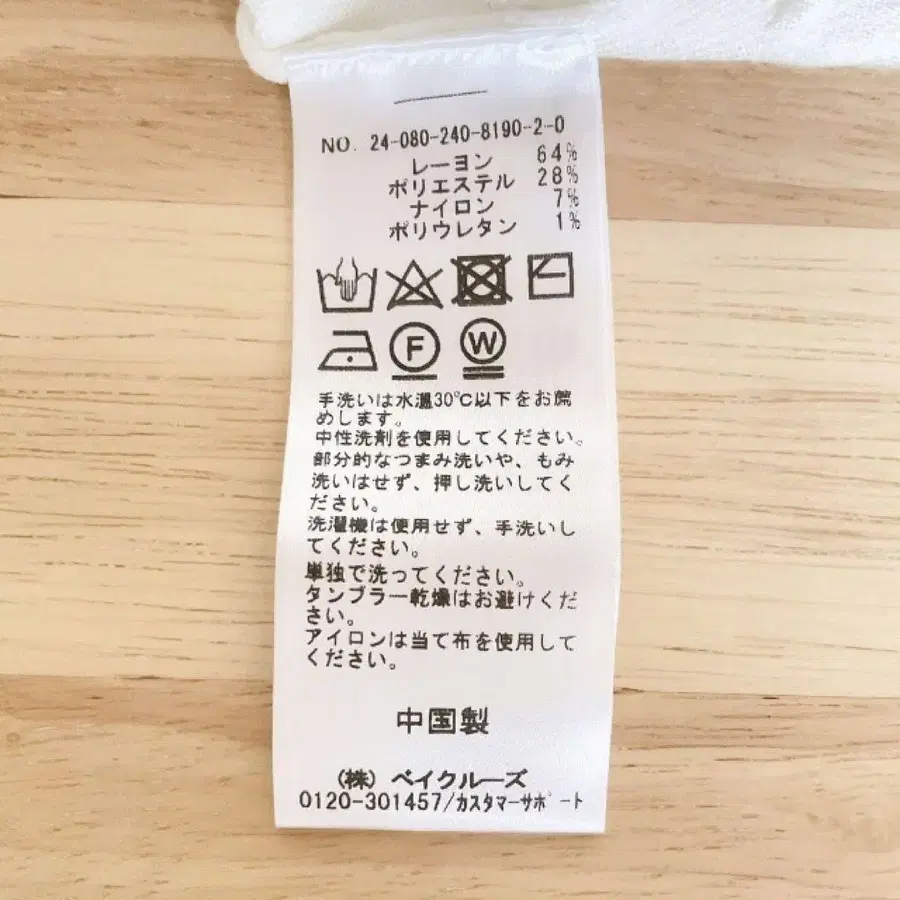 NO. 24-080-240-8190-2-0
レーヨン 64%
ポリエステル 28%
ナイロン 7%
ポリウレタン 1%
F W
手洗いは水温30℃以下をお薦
めします。
中性洗剤を使用してください。
部分的なつまみ洗いや、もみ
洗いはせず、押し洗いしてく
ださい。
洗濯機は使用せず、手洗いし
てください。
単独で洗ってください。
タンブラー乾燥はお避けくだ
さい。
アイロンは当て布を使用して
ください。
中国製
(株) ベイクルーズ
0120-301457/カスタマーサポート